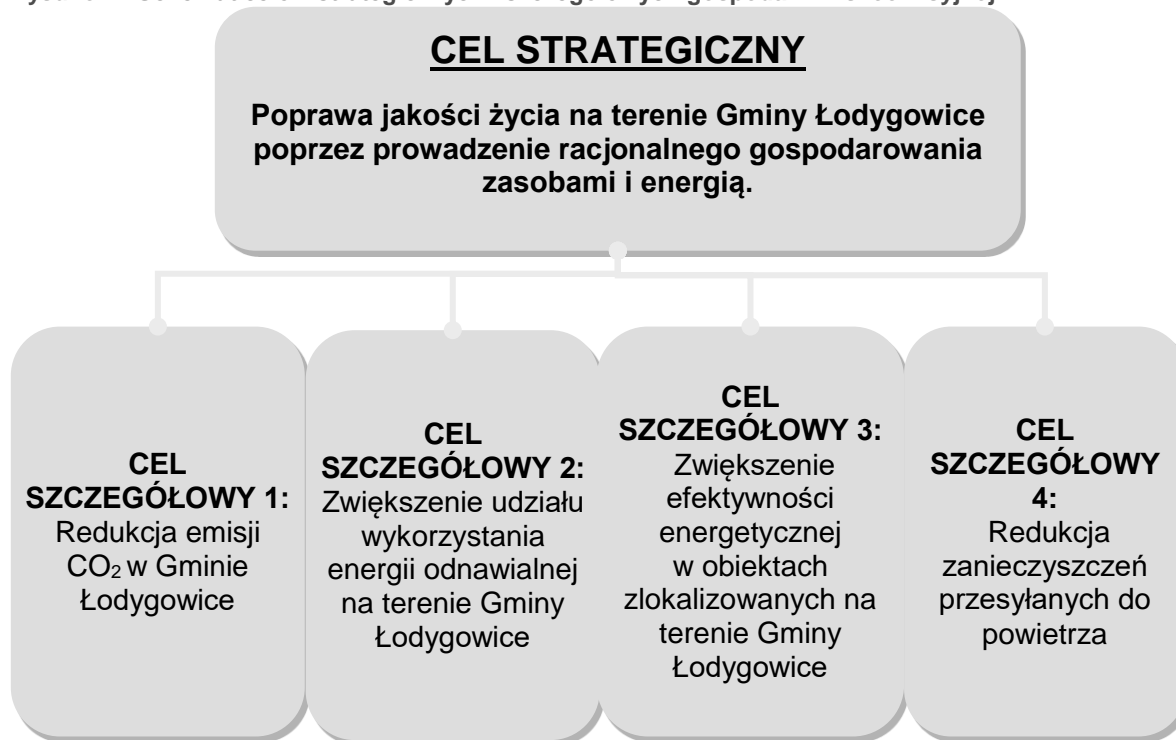 CEL STRATEGICZNY
Poprawa jakości życia na terenie Gminy Łodygowice
poprzez prowadzenie racjonalnego gospodarowania
zasobami i energią.
CEL
SZCZEGÓŁOWY 1:
Redukcja emisji
CO₂ w Gminie
Łodygowice
CEL
SZCZEGÓŁOWY 2:
Zwiększenie udziału
wykorzystania
energii odnawialnej
na terenie Gminy
Łodygowice
CEL
SZCZEGÓŁOWY 3:
Zwiększenie
efektywności
energetycznej
w obiektach
zlokalizowanych na
terenie Gminy
Łodygowice
CEL
SZCZEGÓŁOWY
4:
Redukcja
zanieczyszczeń
przesyłanych do
powietrza